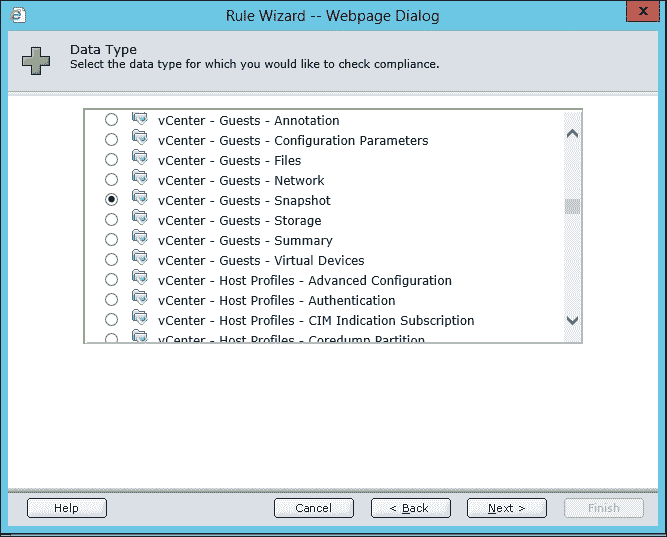 Rule Wizard -- Webpage Dialog
x
Data Type
Select the data type for which you would like to check compliance.
vCenter - Guests - Annotation
vCenter - Guests - Configuration Parameters
vCenter - Guests - Files
vCenter - Guests - Network
vCenter - Guests - Snapshot
vCenter - Guests - Storage
vCenter - Guests - Summary
vCenter - Guests - Virtual Devices
vCenter - Host Profiles - Advanced Configuration
vCenter - Host Profiles - Authentication
vCenter - Host Profiles - CIM Indication Subscription
vCenter - Host Profiles - Coredump Partition
Help
Cancel
< Back
Next >
Finish